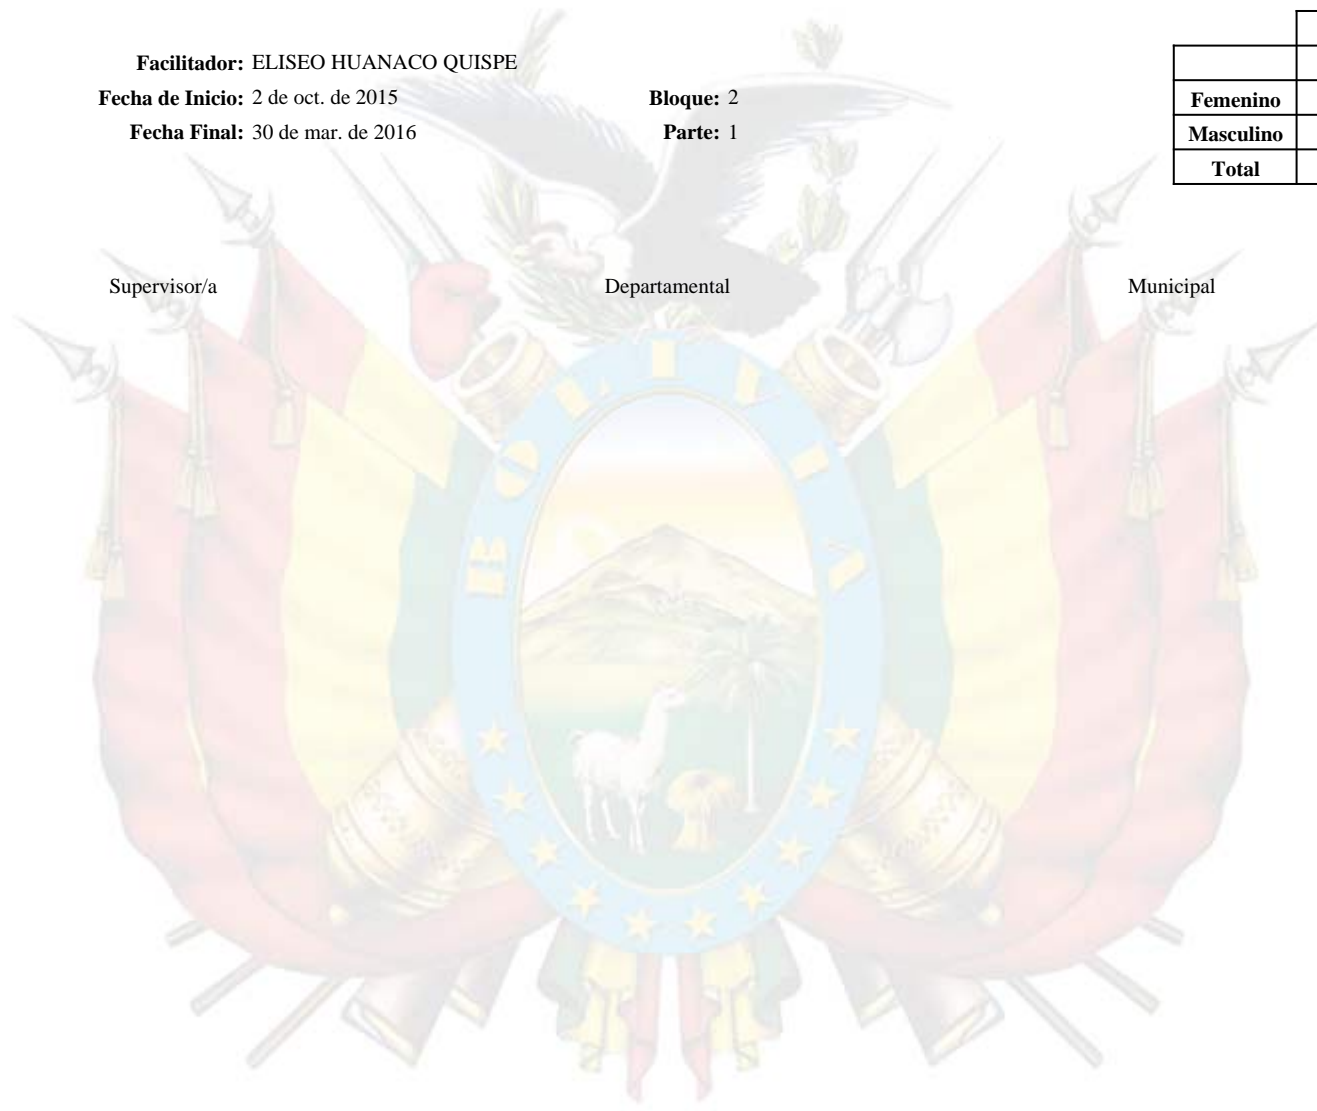 Facilitador: ELISEO HUANACO QUISPE
Fecha de Inicio: 2 de oct. de 2015 Bloque: 2
Fecha Final: 30 de mar. de 2016 Parte: 1
Femenino
Masculino
Total
Supervisor/a Departamental Municipal
BOLIVIA